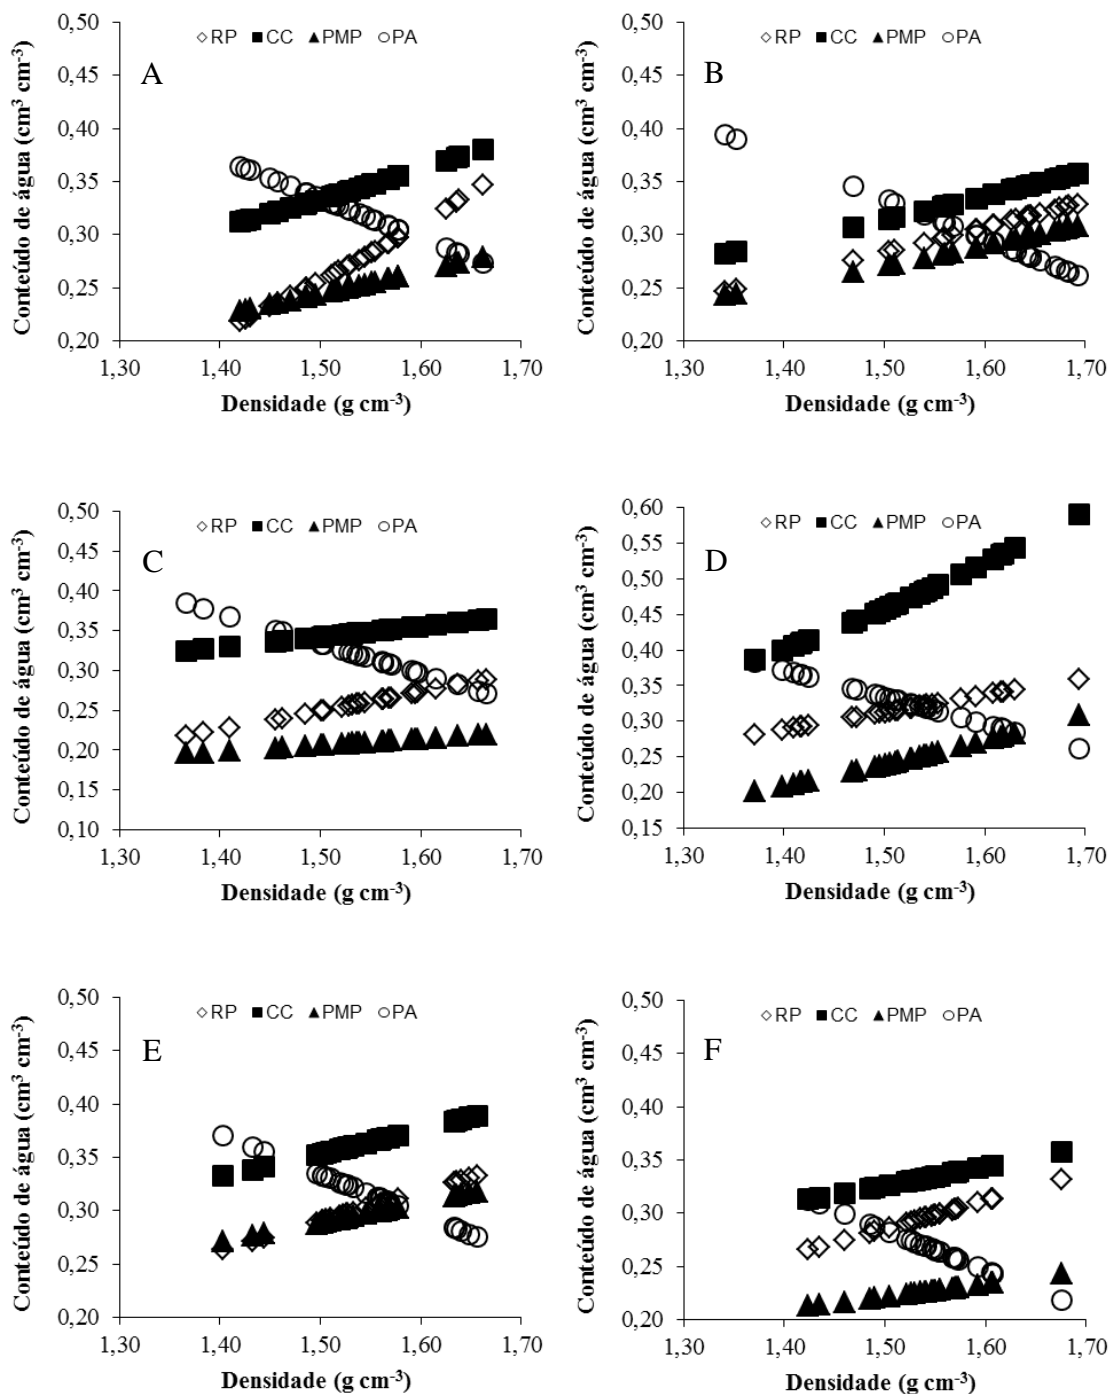 ◇RP ■CC ▲PMP ○PA
A
Conteúdo de água (cm³ cm⁻³)
0,50
0,45
0,40
0,35
0,30
0,25
0,20
1,30 1,40 1,50 1,60 1,70
Densidade (g cm⁻³)
◇RP ■CC ▲PMP ○PA
B
Conteúdo de água (cm³ cm⁻³)
0,50
0,45
0,40
0,35
0,30
0,25
0,20
1,30 1,40 1,50 1,60 1,70
Densidade (g cm⁻³)
◇RP ■CC ▲PMP ○PA
C
Conteúdo de água (cm³ cm⁻³)
0,50
0,45
0,40
0,35
0,30
0,25
0,20
0,15
0,10
1,30 1,40 1,50 1,60 1,70
Densidade (g cm⁻³)
◇RP ■CC ▲PMP ○PA
D
Conteúdo de água (cm³ cm⁻³)
0,60
0,55
0,50
0,45
0,40
0,35
0,30
0,25
0,20
0,15
1,30 1,40 1,50 1,60 1,70
Densidade (g cm⁻³)
◇RP ■CC ▲PMP ○PA
E
Conteúdo de água (cm³ cm⁻³)
0,50
0,45
0,40
0,35
0,30
0,25
0,20
1,30 1,40 1,50 1,60 1,70
Densidade (g cm⁻³)
◇RP ■CC ▲PMP ○PA
F
Conteúdo de água (cm³ cm⁻³)
0,50
0,45
0,40
0,35
0,30
0,25
0,20
1,30 1,40 1,50 1,60 1,70
Densidade (g cm⁻³)